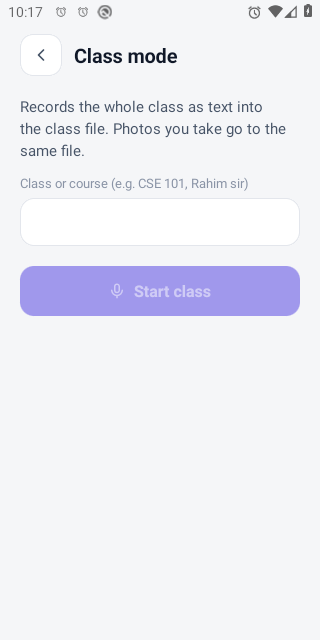 10:17
Class mode
Records the whole class as text into
the class file. Photos you take go to the
same file.
Class or course (e.g. CSE 101, Rahim sir)
Start class